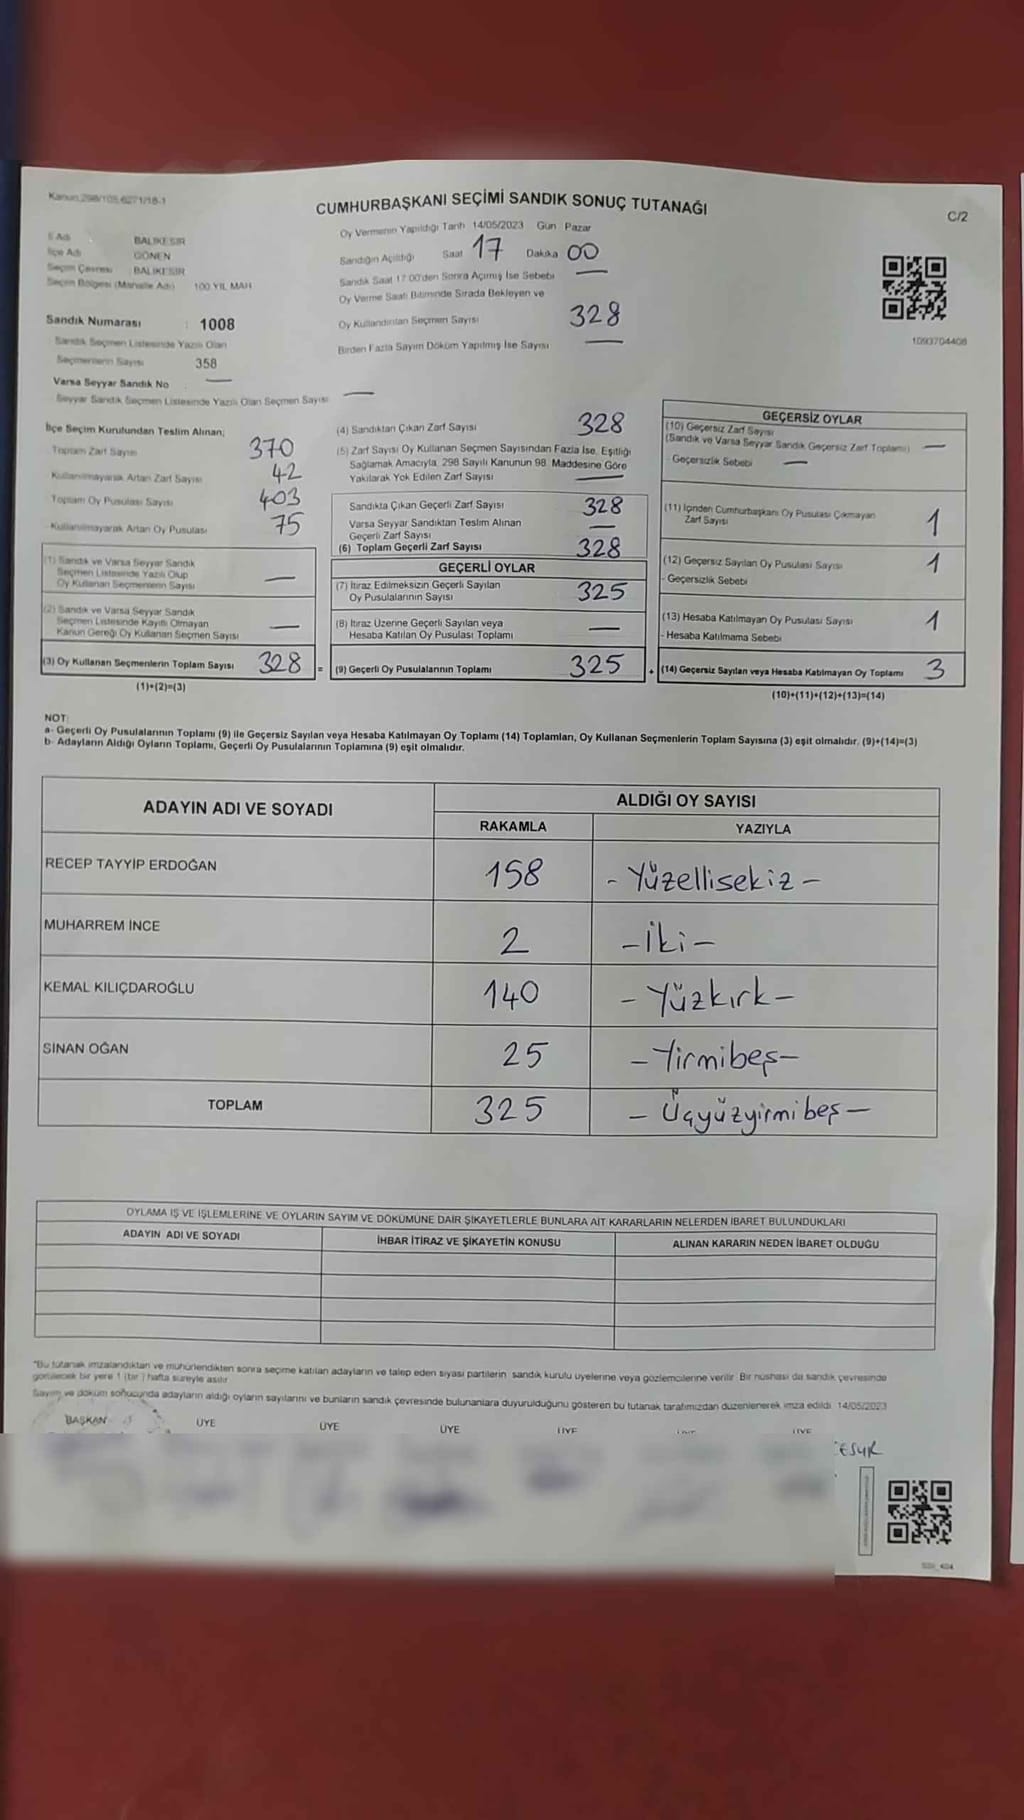 Kanun:298/105,6271/18-1
CUMHURBAŞKANI SEÇİMİ SANDIK SONUÇ TUTANAĞI
C/2
İl Adı BALIKESİR
İlçe Adı GÖNEN
Seçim Çevresi BALIKESİR
Seçim Bölgesi (Mahalle Adı) 100.YIL MAH
Sandık Numarası : 1008
Sandık Seçmen Listesinde Yazılı Olan
Seçmenlerin Sayısı 358
Varsa Seyyar Sandık No —
Seyyar Sandık Seçmen Listesinde Yazılı Olan Seçmen Sayısı —
Oy Vermenin Yapıldığı Tarih 14/05/2023 Gün Pazar
Sandığın Açıldığı Saat 17 Dakika 00
Sandık Saat 17:00'den Sonra Açımış İse Sebebi —
Oy Verme Saati Bitiminde Sırada Bekleyen ve
Oy Kullandırılan Seçmen Sayısı 328
Birden Fazla Sayım Döküm Yapılmış İse Sayısı —
1093704408
İlçe Seçim Kurulundan Teslim Alınan;
Toplam Zarf Sayısı 370
Kullanılmayarak Artan Zarf Sayısı 42
Toplam Oy Pusulası Sayısı 403
- Kullanılmayarak Artan Oy Pusulası 75
(1) Sandık ve Varsa Seyyar Sandık
Seçmen Listesinde Yazılı Olup
Oy Kullanan Seçmenlerin Sayısı —
(2) Sandık ve Varsa Seyyar Sandık
Seçmen Listesinde Kayıtlı Olmayan
Kanun Gereği Oy Kullanan Seçmen Sayısı —
(3) Oy Kullanan Seçmenlerin Toplam Sayısı 328 =
(1)+(2)=(3)
(4) Sandıktan Çıkan Zarf Sayısı 328
(5) Zarf Sayısı Oy Kullanan Seçmen Sayısından Fazla İse, Eşitliği
Sağlamak Amacıyla, 298 Sayılı Kanunun 98. Maddesine Göre
Yakılarak Yok Edilen Zarf Sayısı —
Sandıkta Çıkan Geçerli Zarf Sayısı 328
Varsa Seyyar Sandıktan Teslim Alınan
Geçerli Zarf Sayısı —
(6) Toplam Geçerli Zarf Sayısı 328
GEÇERLİ OYLAR
(7) İtiraz Edilmeksizin Geçerli Sayılan
Oy Pusulalarının Sayısı 325
(8) İtiraz Üzerine Geçerli Sayılan veya
Hesaba Katılan Oy Pusulası Toplamı —
(9) Geçerli Oy Pusulalarının Toplamı 325 +
GEÇERSİZ OYLAR
(10) Geçersiz Zarf Sayısı
(Sandık ve Varsa Seyyar Sandık Geçersiz Zarf Toplamı) —
- Geçersizlik Sebebi —
(11) İçinden Cumhurbaşkanı Oy Pusulası Çıkmayan
Zarf Sayısı 1
(12) Geçersiz Sayılan Oy Pusulası Sayısı 1
- Geçersizlik Sebebi
(13) Hesaba Katılmayan Oy Pusulası Sayısı 1
- Hesaba Katılmama Sebebi
(14) Geçersiz Sayılan veya Hesaba Katılmayan Oy Toplamı 3
(10)+(11)+(12)+(13)=(14)
NOT:
a- Geçerli Oy Pusulalarının Toplamı (9) ile Geçersiz Sayılan veya Hesaba Katılmayan Oy Toplamı (14) Toplamları, Oy Kullanan Seçmenlerin Toplam Sayısına (3) eşit olmalıdır. (9)+(14)=(3)
b- Adayların Aldığı Oyların Toplamı, Geçerli Oy Pusulalarının Toplamına (9) eşit olmalıdır.
ADAYIN ADI VE SOYADI ALDIĞI OY SAYISI
RAKAMLA YAZIYLA
RECEP TAYYİP ERDOĞAN 158 - Yüzellisekiz -
MUHARREM İNCE 2 - İki -
KEMAL KILIÇDAROĞLU 140 - Yüzkırk -
SİNAN OĞAN 25 - Yirmibeş -
TOPLAM 325 - Üçyüzyirmibeş -
OYLAMA İŞ VE İŞLEMLERİNE VE OYLARIN SAYIM VE DÖKÜMÜNE DAİR ŞİKAYETLERLE BUNLARA AİT KARARLARIN NELERDEN İBARET BULUNDUKLARI
ADAYIN ADI VE SOYADI İHBAR İTİRAZ VE ŞİKAYETİN KONUSU ALINAN KARARIN NEDEN İBARET OLDUĞU
*Bu tutanak imzalandıktan ve mühürlendikten sonra seçime katılan adayların ve talep eden siyasi partilerin sandık kurulu üyelerine veya gözlemcilerine verilir. Bir nüshası da sandık çevresinde
görülecek bir yere 1 (bir) hafta süreyle asılır.
Sayım ve döküm sonucunda adayların aldığı oyların sayılarını ve bunların sandık çevresinde bulunanlara duyurulduğunu gösteren bu tutanak tarafımızdan düzenlenerek imza edildi. 14/05/2023
BAŞKAN ÜYE ÜYE ÜYE ÜYE ÜYE
ESUR